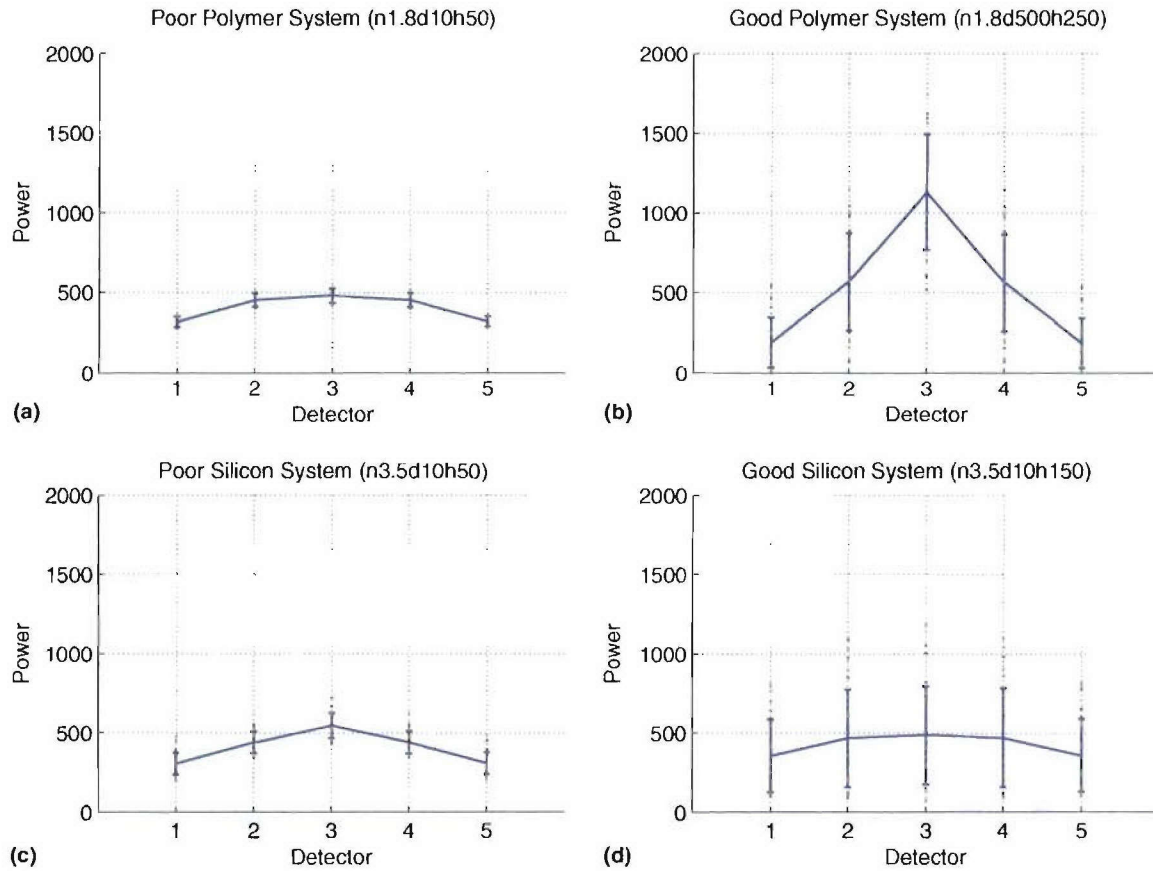 Poor Polymer System (n1.8d10h50)
2000
1500
1000
500
0
Power
1 2 3 4 5
Detector
(a)
Good Polymer System (n1.8d500h250)
2000
1500
1000
500
0
Power
1 2 3 4 5
Detector
(b)
Poor Silicon System (n3.5d10h50)
2000
1500
1000
500
0
Power
1 2 3 4 5
Detector
(c)
Good Silicon System (n3.5d10h150)
2000
1500
1000
500
0
Power
1 2 3 4 5
Detector
(d)